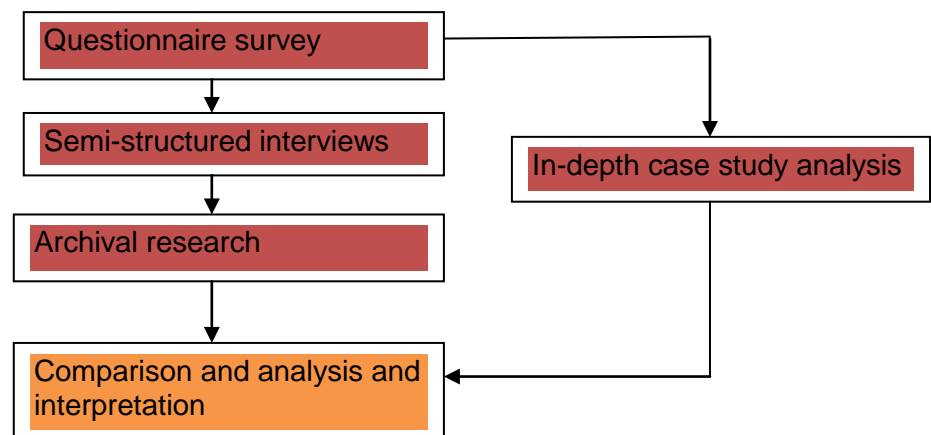 Questionnaire survey
Semi-structured interviews
In-depth case study analysis
Archival research
Comparison and analysis and
interpretation